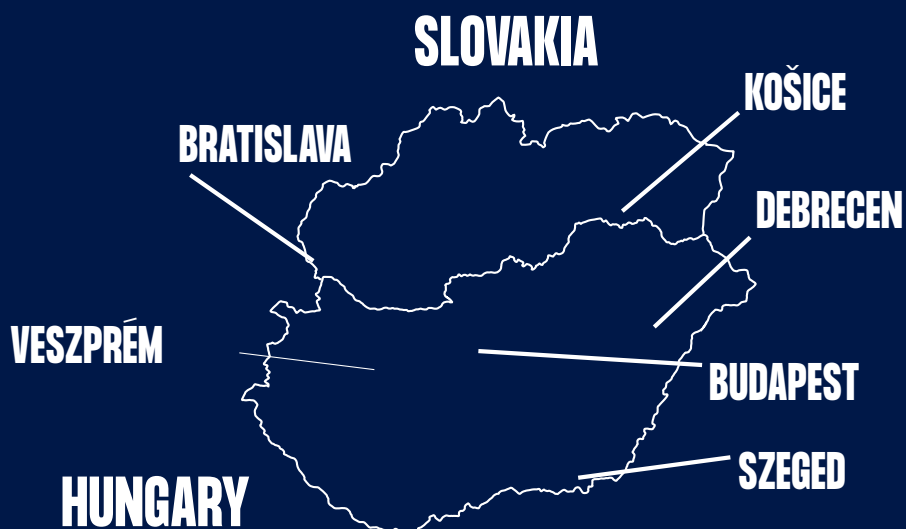 SLOVAKIA
KOŠICE
BRATISLAVA
DEBRECEN
VESZPRÉM
BUDAPEST
SZEGED
HUNGARY